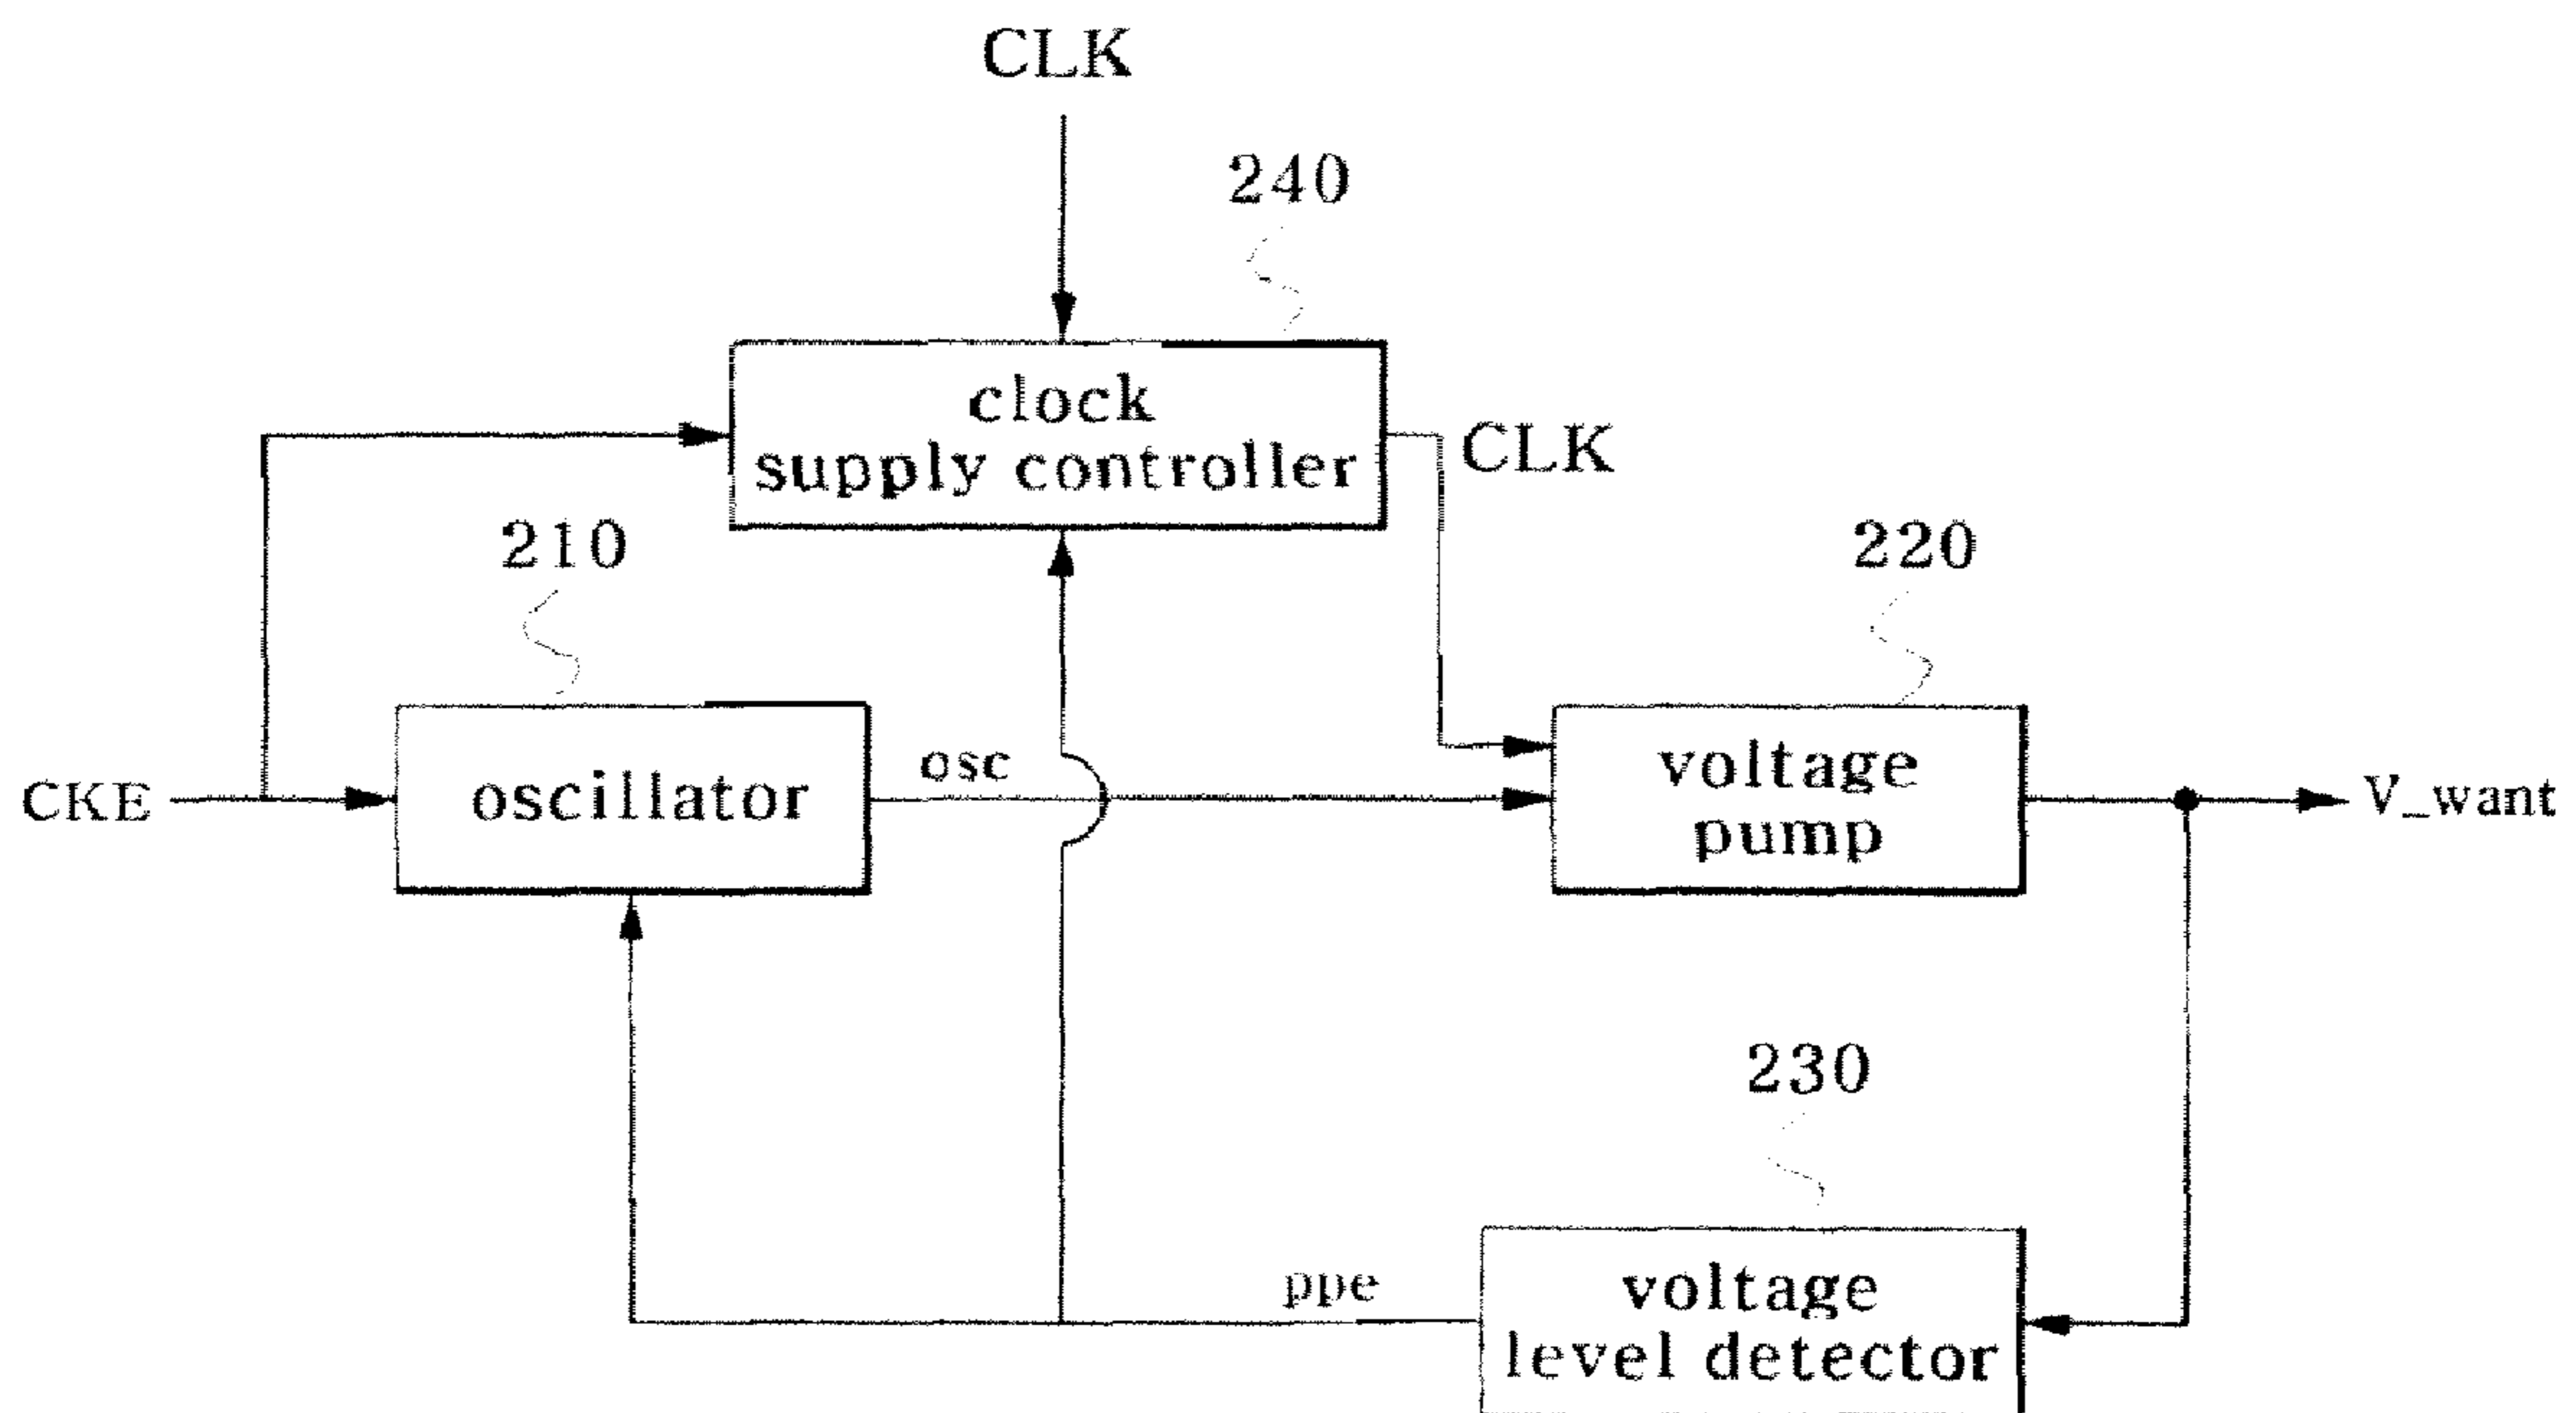 CLK
240
clock
supply controller
CLK
210
220
oscillator
osc
voltage
pump
CKE
V_want
230
ppe
voltage
level detector